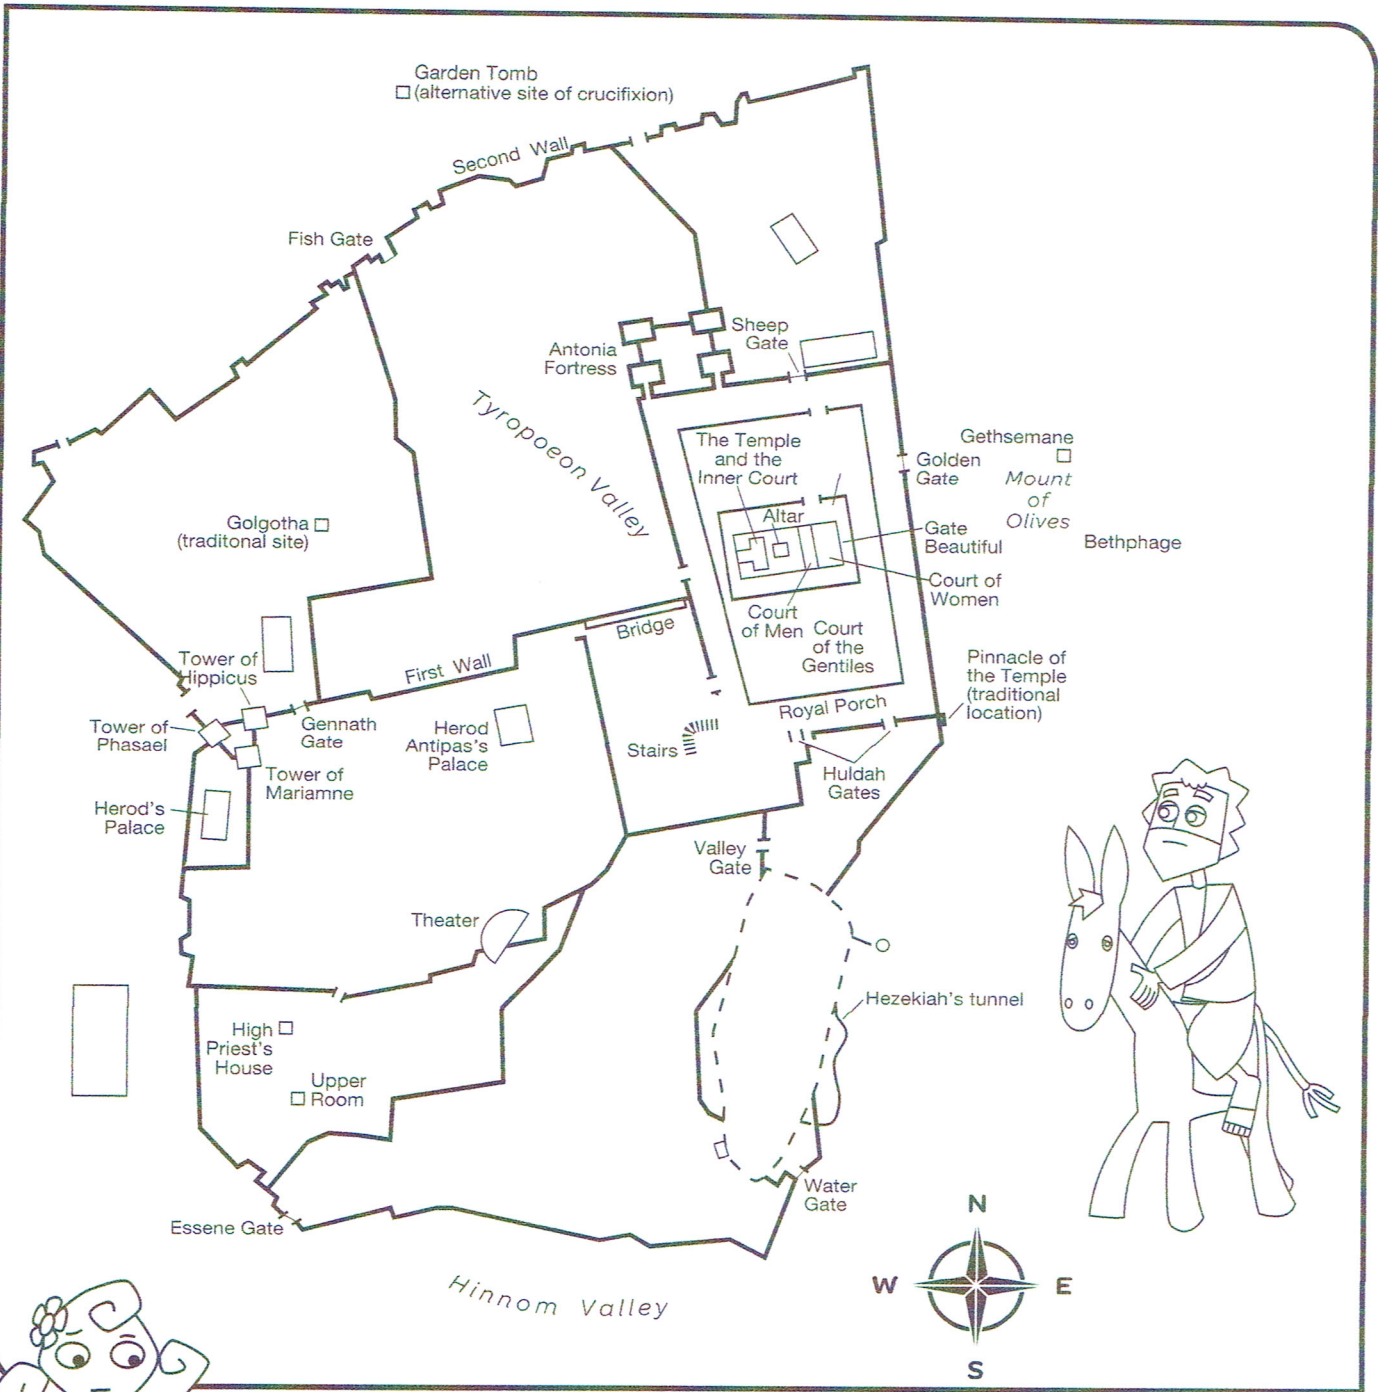 Garden Tomb
(alternative site of crucifixion)
Second Wall
Fish Gate
Antonia
Fortress
Sheep
Gate
Tyropoeon Valley
The Temple
and the
Inner Court
Altar
Golden
Gate
Gethsemane
Mount
of
Olives
Bethphage
Gate
Beautiful
Court of
Women
Golgotha
(traditonal site)
Court
of Men
Court
of the
Gentiles
Bridge
First Wall
Tower of
Hippicus
Tower of
Phasael
Gennath
Gate
Tower of
Mariamne
Herod's
Palace
Herod
Antipas's
Palace
Stairs
Royal Porch
Pinnacle of
the Temple
(traditional
location)
Huldah
Gates
Valley
Gate
Theater
Hezekiah's tunnel
High
Priest's
House
Upper
Room
Water
Gate
Essene Gate
Hinnom Valley
N
W
E
S